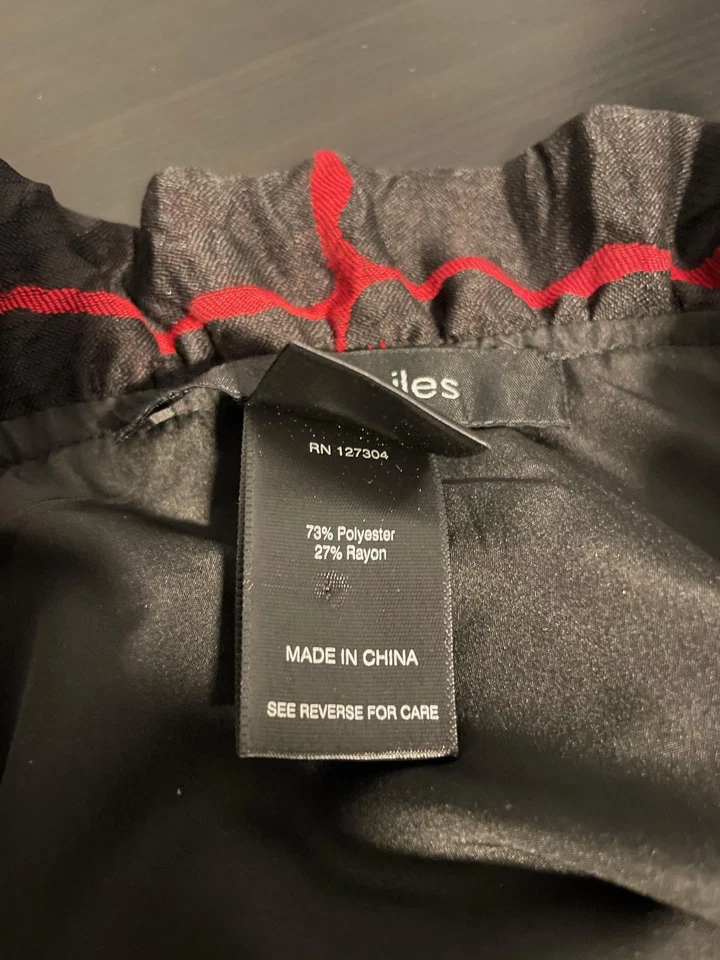 iles
RN 127304
73% Polyester
27% Rayon
MADE IN CHINA
SEE REVERSE FOR CARE